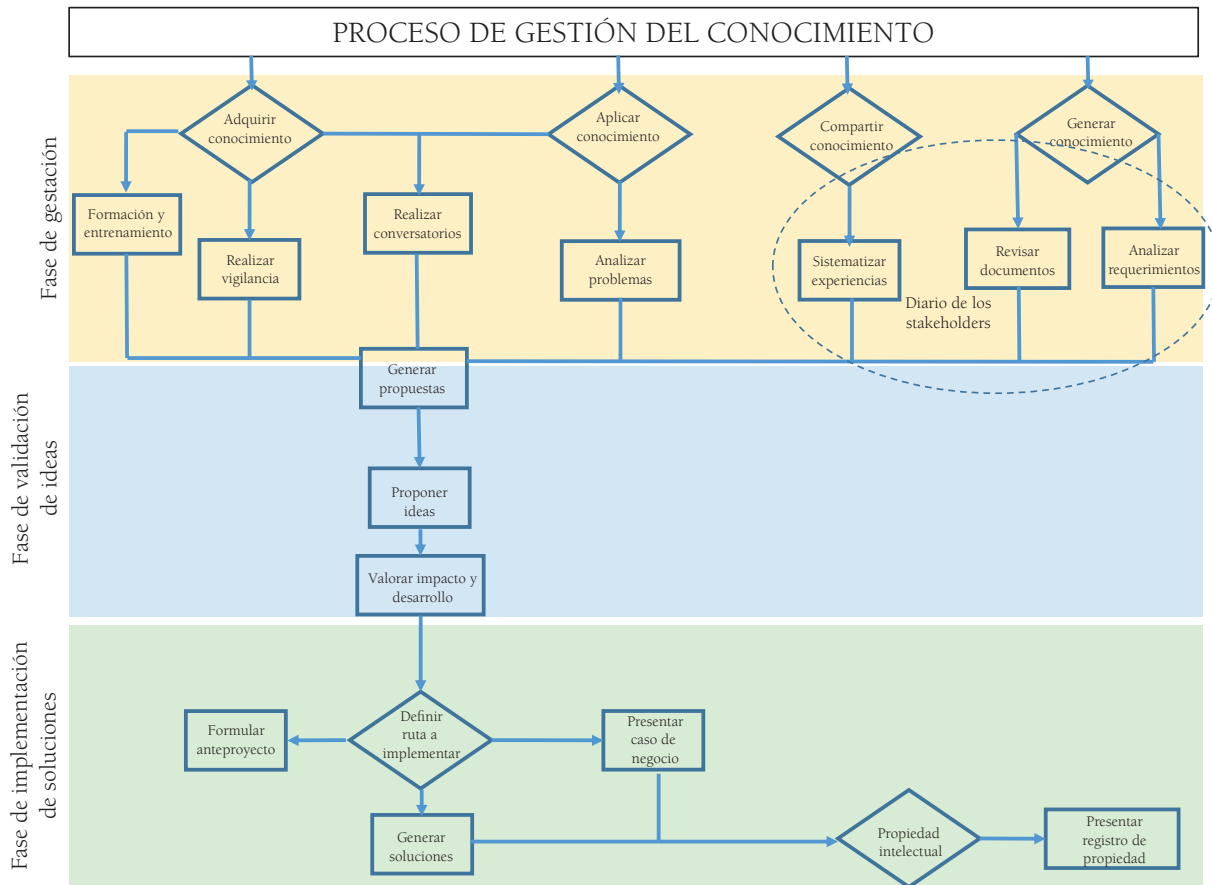 PROCESO DE GESTIÓN DEL CONOCIMIENTO
Fase de gestación
Adquirir
conocimiento
Aplicar
conocimiento
Compartir
conocimiento
Generar
conocimiento
Formación y
entrenamiento
Realizar
vigilancia
Realizar
conversatorios
Analizar
problemas
Sistematizar
experiencias
Revisar
documentos
Analizar
requerimientos
Diario de los
stakeholders
Generar
propuestas
Fase de validación
de ideas
Proponer
ideas
Valorar impacto y
desarrollo
Fase de implementación
de soluciones
Formular
anteproyecto
Definir
ruta a
implementar
Presentar
caso de
negocio
Generar
soluciones
Propiedad
intelectual
Presentar
registro de
propiedad